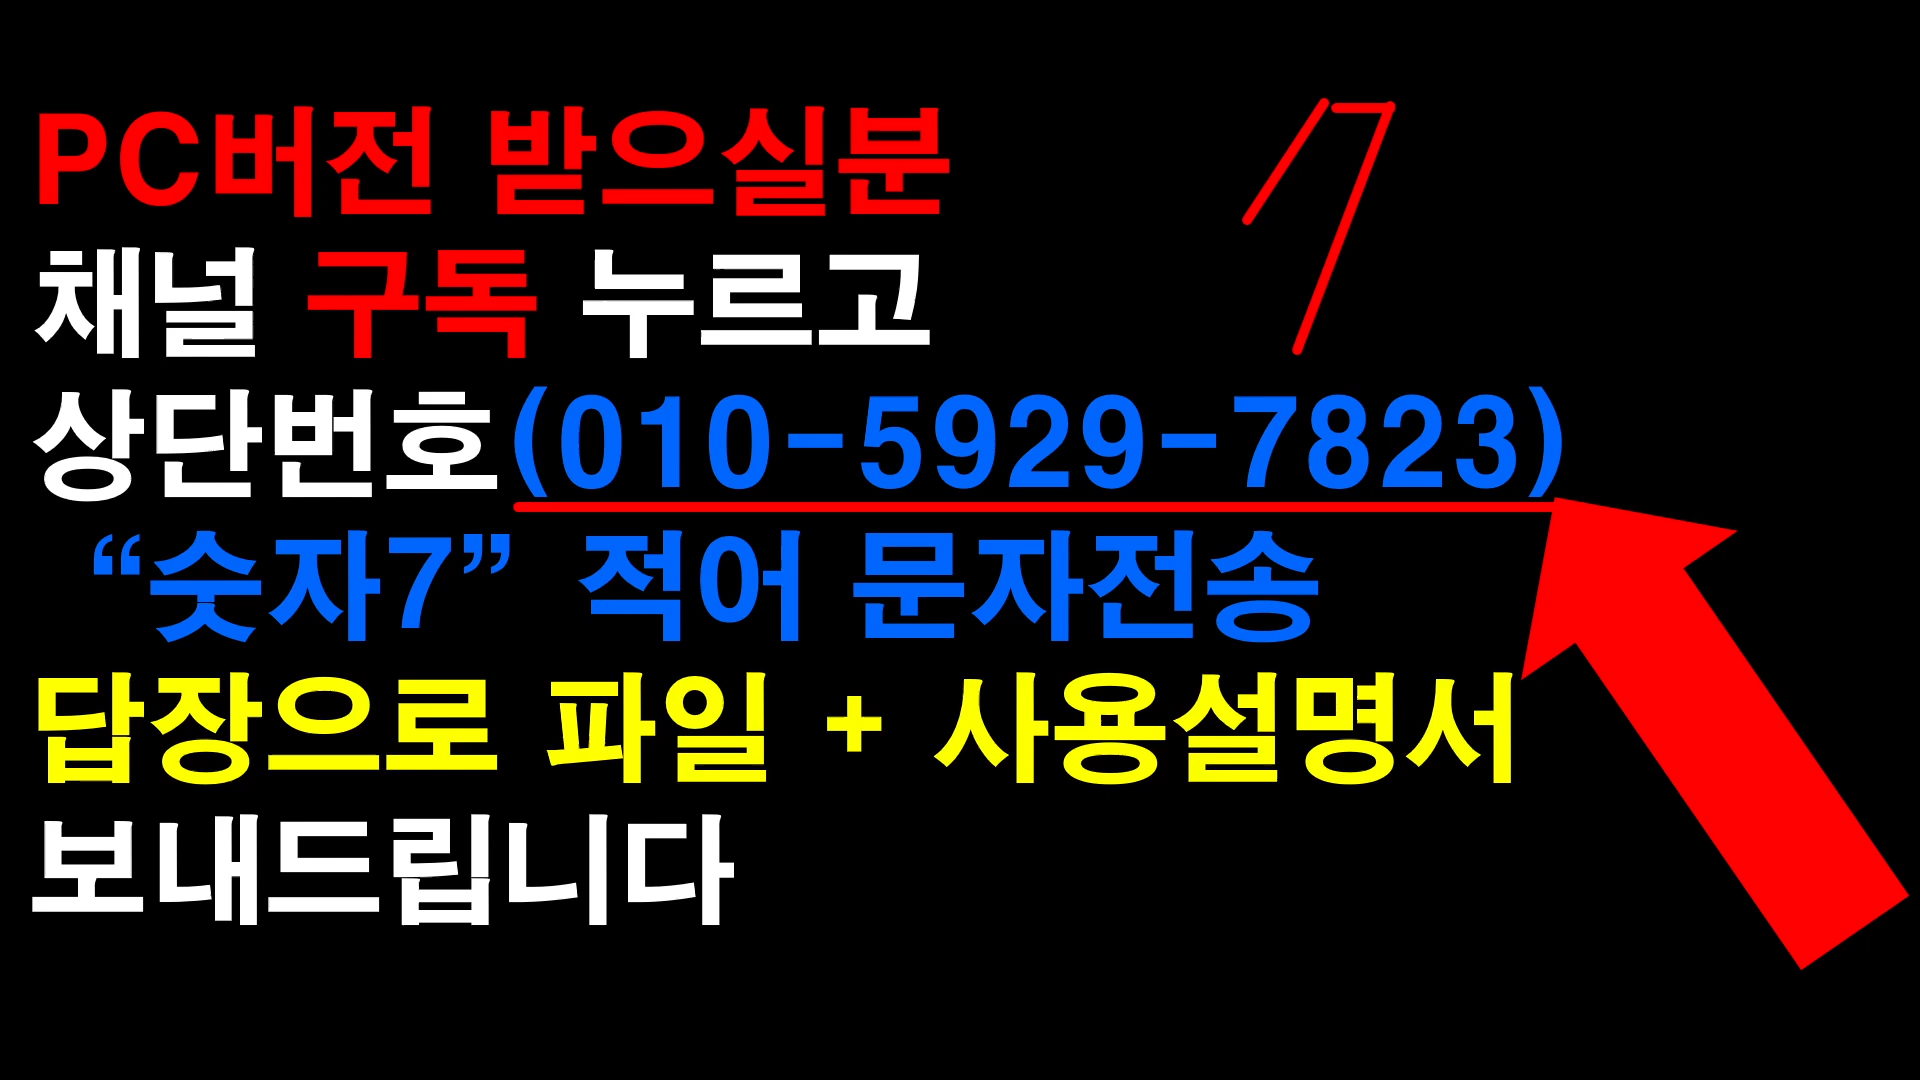 7
PC버전 받으실분
채널 구독 누르고
상단번호(010-5929-7823)
“숫자7” 적어 문자전송
답장으로 파일 + 사용설명서
보내드립니다